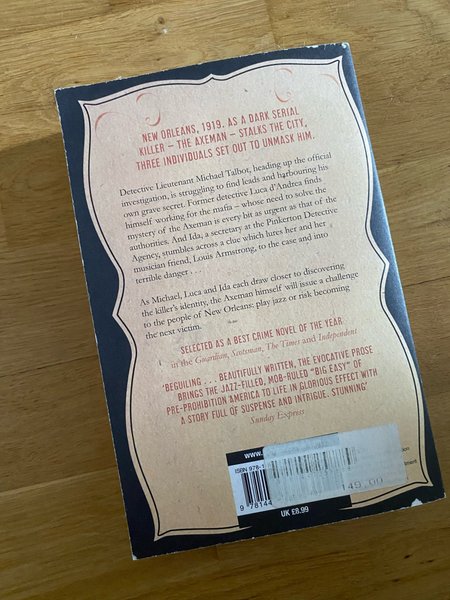 NEW ORLEANS, 1919. AS A DARK SERIAL
KILLER – THE AXEMAN – STALKS THE CITY,
THREE INDIVIDUALS SET OUT TO UNMASK HIM.
Detective Lieutenant Michael Talbot, heading up the official
investigation, is struggling to find leads and harbouring his
own grave secret. Former detective Luca d'Andrea finds
himself working for the mafia – whose need to solve the
mystery of the Axeman is every bit as urgent as that of the
authorities. And Ida, a secretary at the Pinkerton Detective
Agency, stumbles across a clue which lures her and her
musician friend, Louis Armstrong, to the case and into
terrible danger . . .
As Michael, Luca and Ida each draw closer to discovering
the killer's identity, the Axeman himself will issue a challenge
to the people of New Orleans: play jazz or risk becoming
the next victim.
SELECTED AS A BEST CRIME NOVEL OF THE YEAR
in the Guardian, Scotsman, The Times and Independent
'BEGUILING . . . BEAUTIFULLY WRITTEN, THE EVOCATIVE PROSE
BRINGS THE JAZZ-FILLED, MOB-RULED "BIG EASY" OF
PRE-PROHIBITION AMERICA TO LIFE IN GLORIOUS EFFECT WITH
A STORY FULL OF SUSPENSE AND INTRIGUE. STUNNING'
Sunday Express
www.
ISBN 978-1
9 78144
149.00
UK £8.99